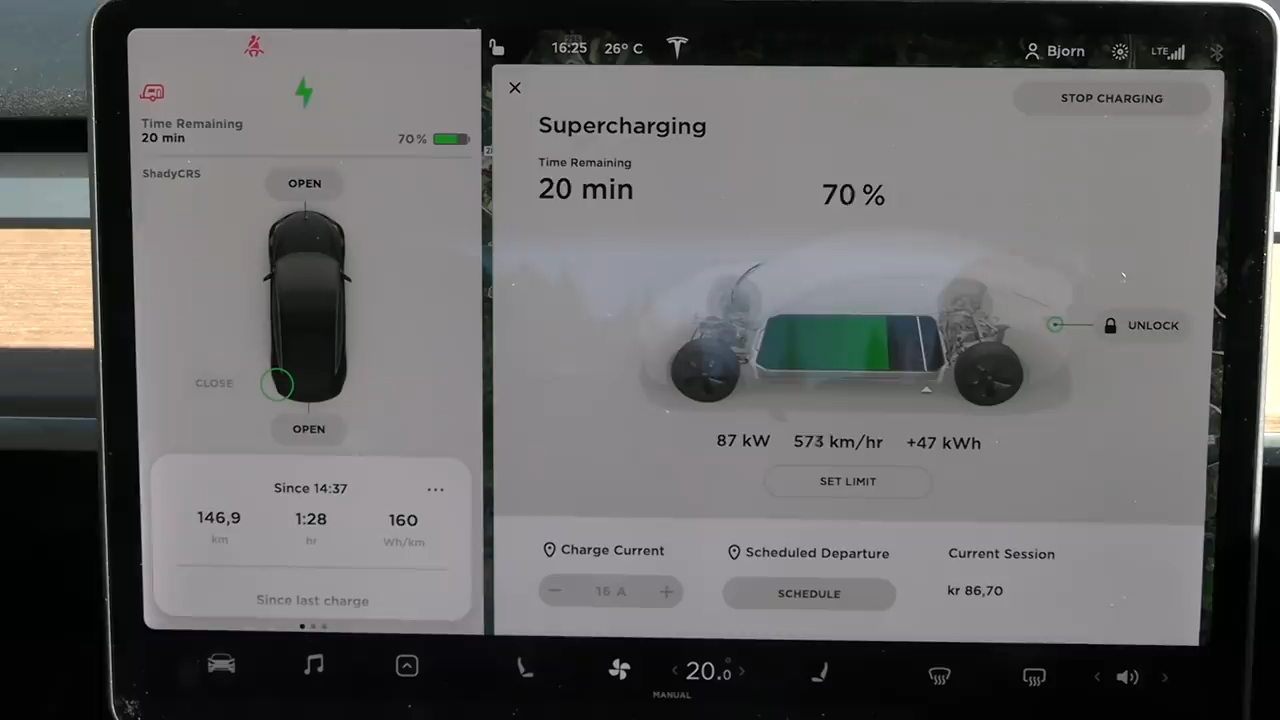 16:25
26° C
Bjorn
LTE
STOP CHARGING
Time Remaining
20 min
70 %
ShadyCRS
OPEN
CLOSE
OPEN
Since 14:37
146,9
1:28
160
km
hr
Wh/km
Since last charge
Supercharging
Time Remaining
20 min
70 %
UNLOCK
87 kW
573 km/hr
+47 kWh
SET LIMIT
Charge Current
Scheduled Departure
Current Session
16 A
SCHEDULE
kr 86,70
20.0
MANUAL